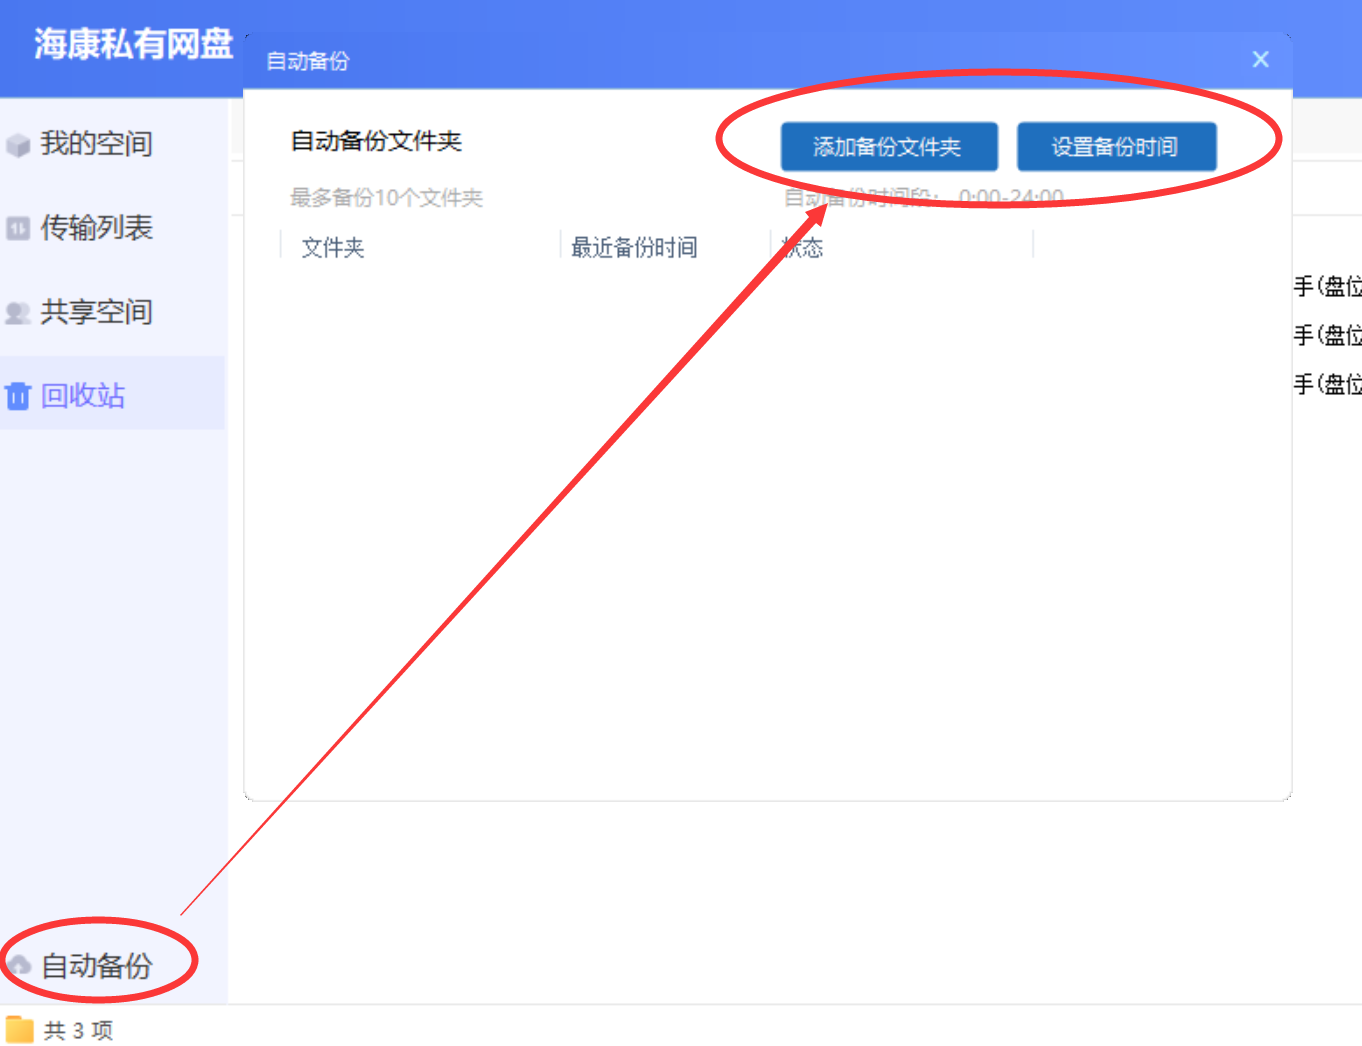 海康私有网盘
自动备份
我的空间
传输列表
共享空间
回收站
自动备份文件夹
添加备份文件夹
设置备份时间
最多备份10个文件夹
自动备份时间段： 0:00-24:00
文件夹
最近备份时间
状态
手(盘位
手(盘位
手(盘位
自动备份
共 3 项